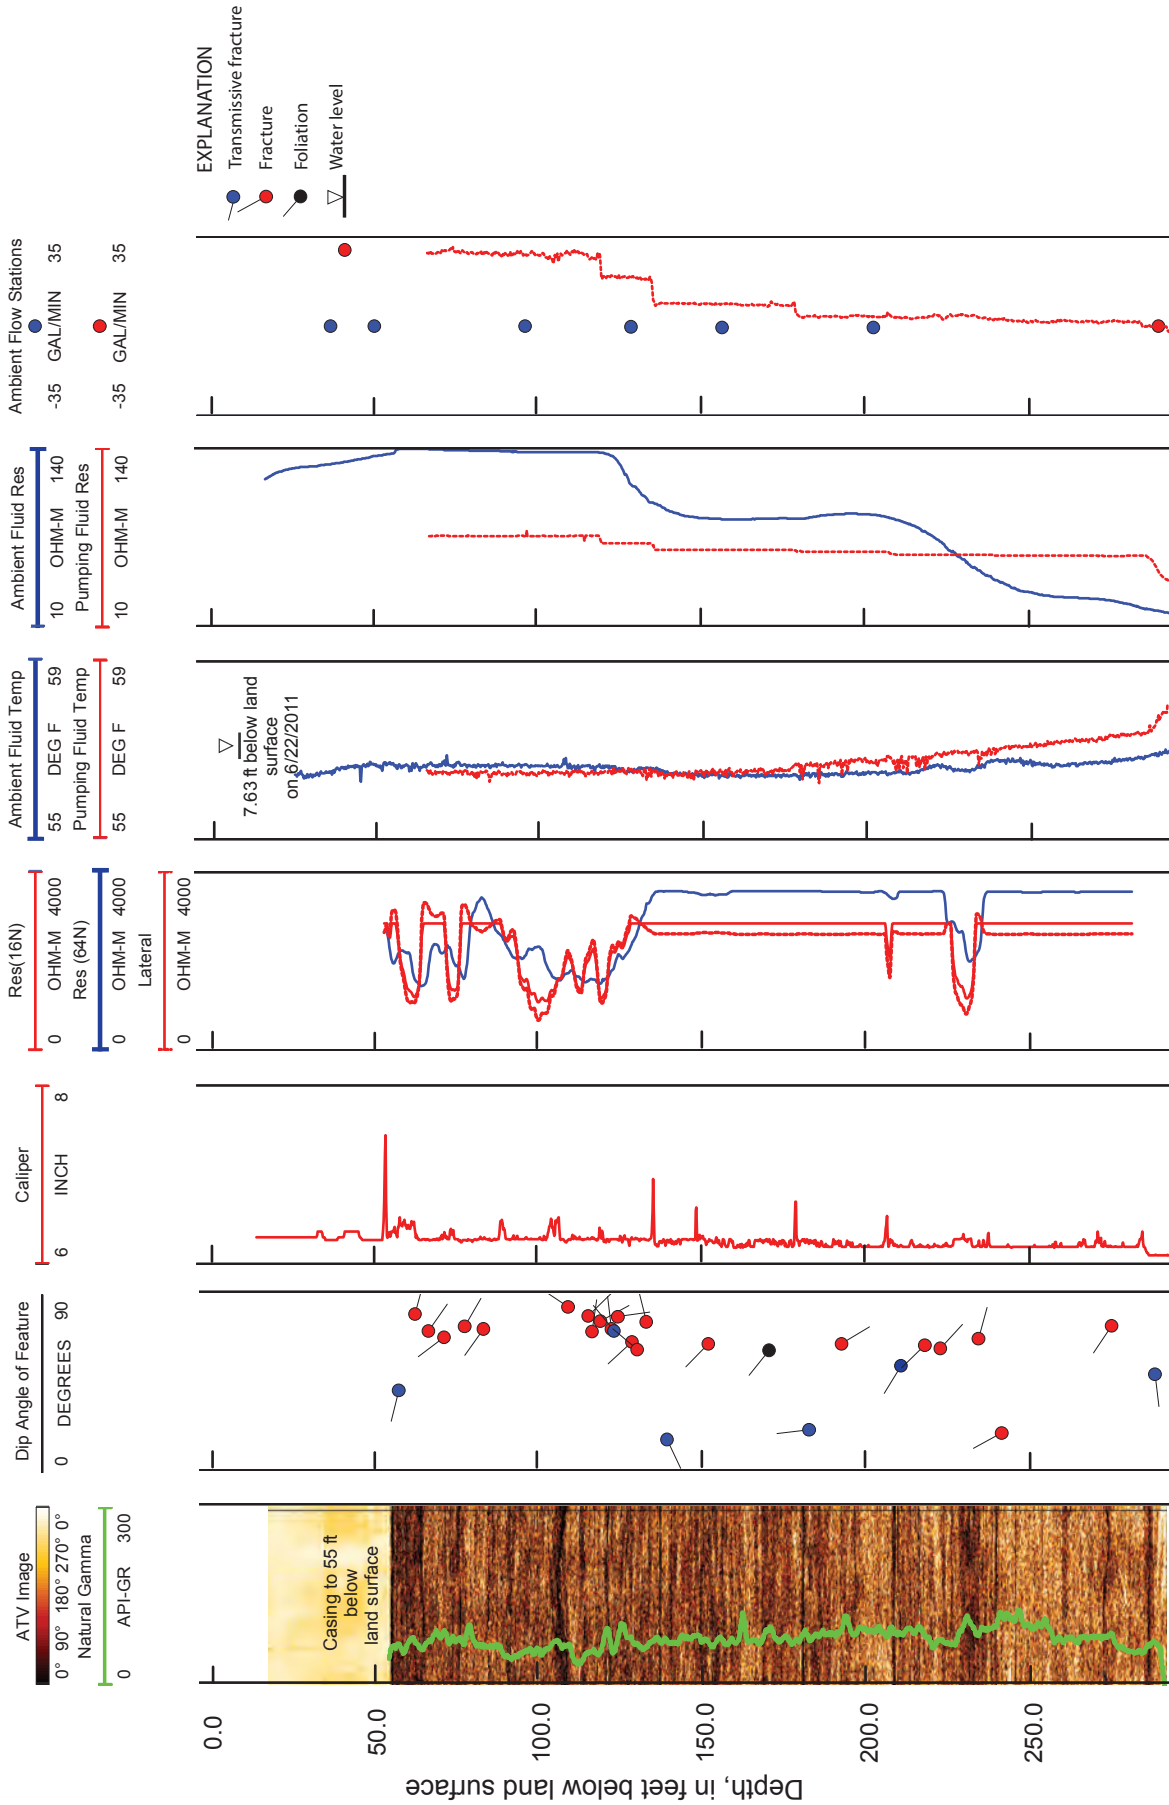 ATV Image
0° 90° 180° 270° 0°
Natural Gamma
0 API-GR 300
Dip Angle of Feature
0 DEGREES 90
Caliper
6 INCH 8
Res(16N)
0 OHM-M 4000
Res (64N)
0 OHM-M 4000
Lateral
0 OHM-M 4000
Ambient Fluid Temp
55 DEG F 59
Pumping Fluid Temp
55 DEG F 59
Ambient Fluid Res
10 OHM-M 140
Pumping Fluid Res
10 OHM-M 140
Ambient Flow Stations
-35 GAL/MIN 35
-35 GAL/MIN 35
EXPLANATION
Transmissive fracture
Fracture
Foliation
Water level
Casing to 55 ft
below
land surface
7.63 ft below land
surface
on 6/22/2011
0.0
50.0
100.0
150.0
200.0
250.0
Depth, in feet below land surface